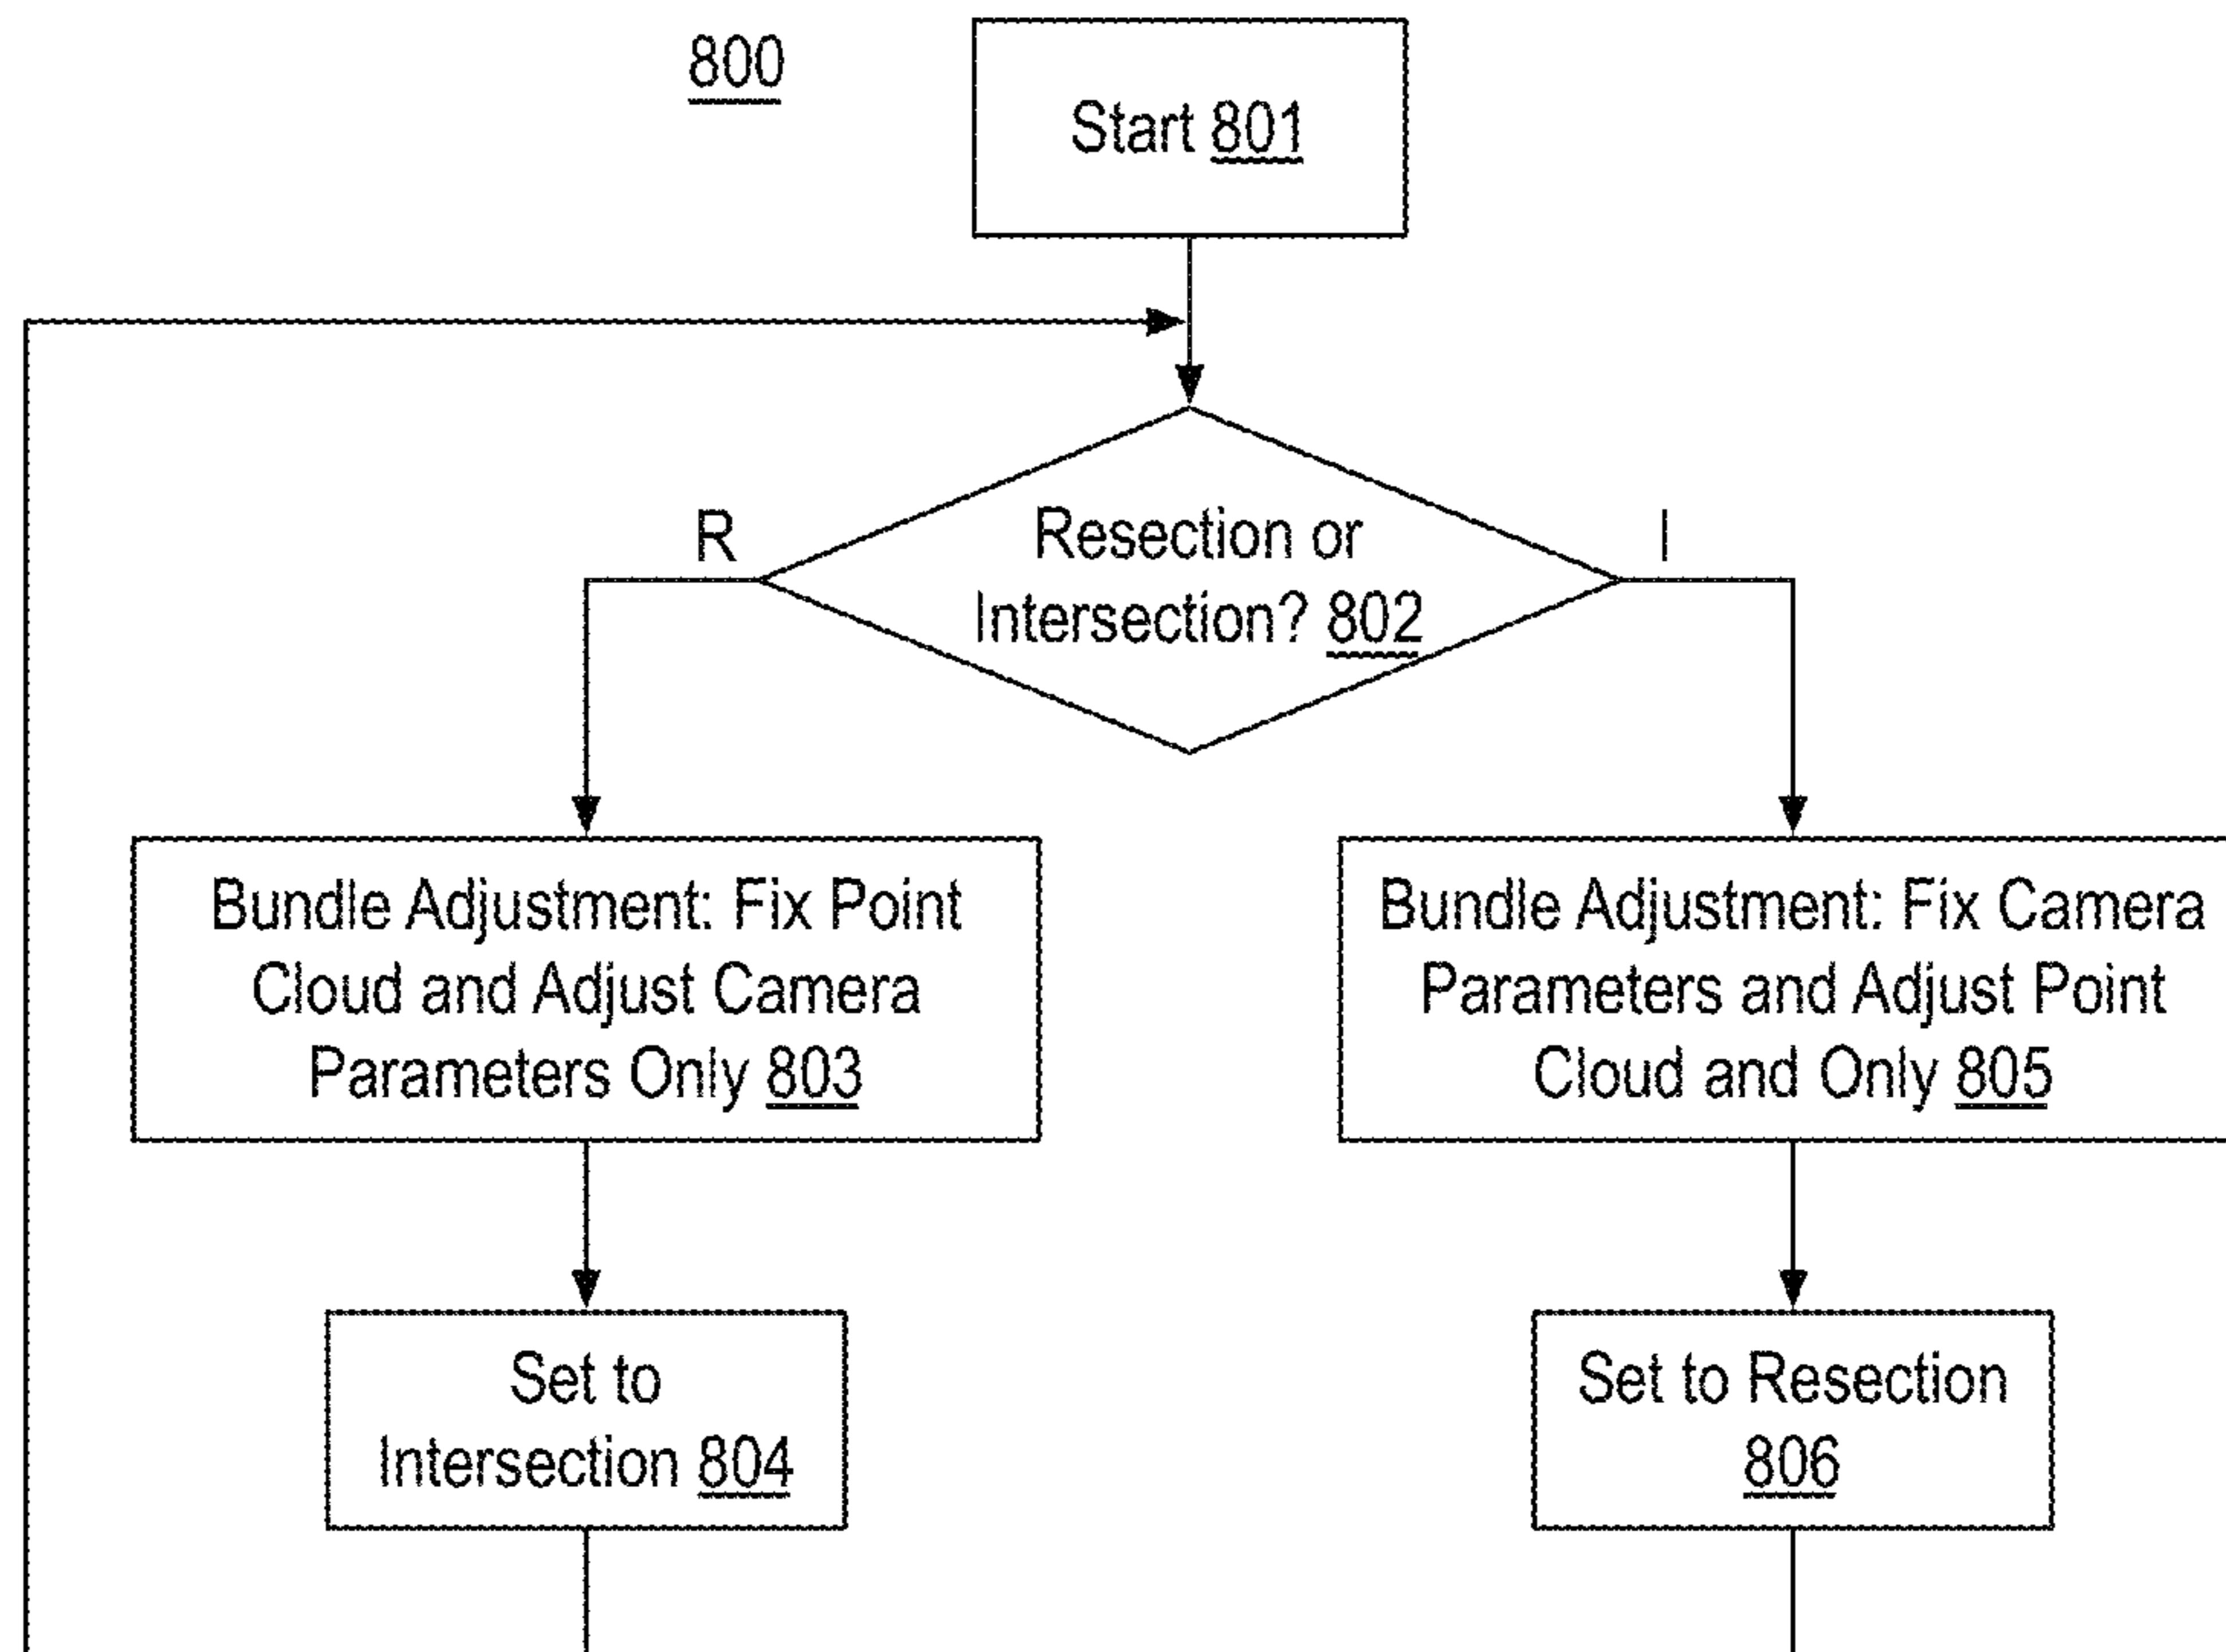 800
Start 801
Resection or
Intersection? 802
R
I
Bundle Adjustment: Fix Point
Cloud and Adjust Camera
Parameters Only 803
Bundle Adjustment: Fix Camera
Parameters and Adjust Point
Cloud and Only 805
Set to
Intersection 804
Set to Resection
806